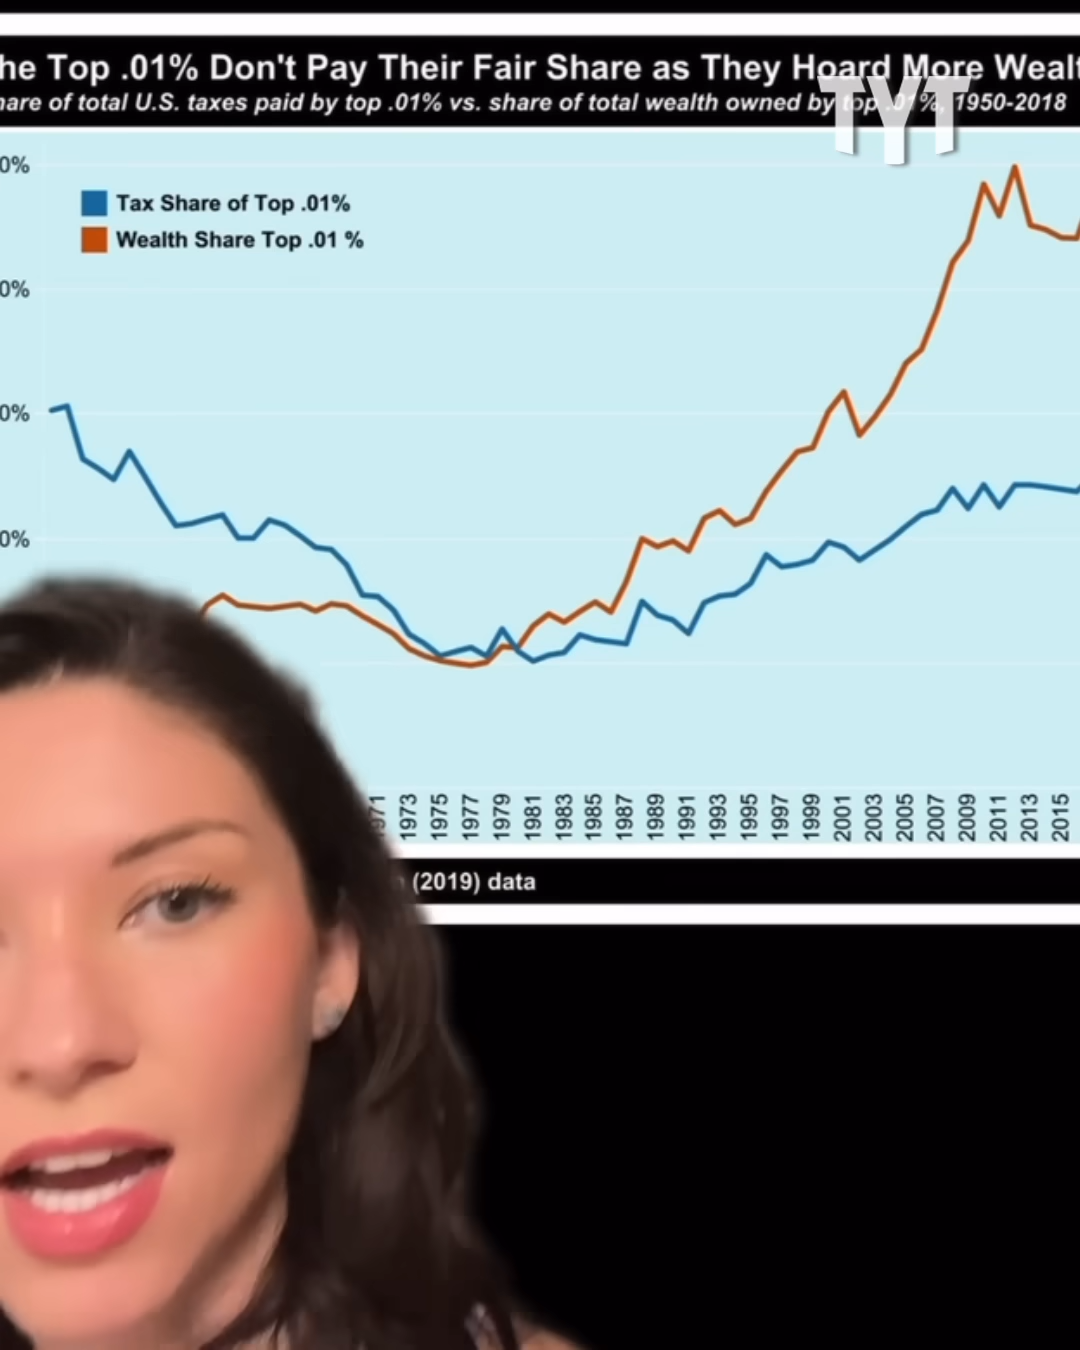 he Top .01% Don't Pay Their Fair Share as They Hoard More Wealt
hare of total U.S. taxes paid by top .01% vs. share of total wealth owned by top .01%, 1950-2018
TYT
0%
Tax Share of Top .01%
Wealth Share Top .01 %
0%
0%
0%
971 1973 1975 1977 1979 1981 1983 1985 1987 1989 1991 1993 1995 1997 1999 2001 2003 2005 2007 2009 2011 2013 2015
(2019) data